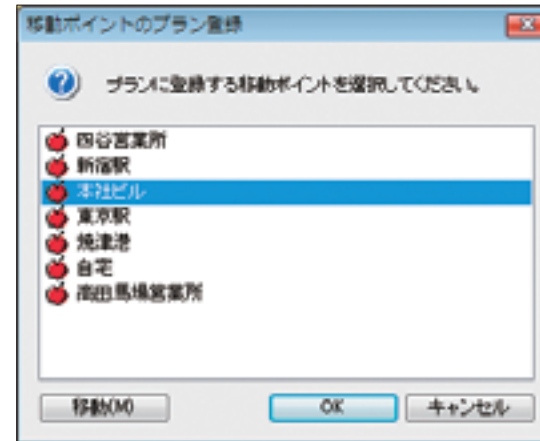 移動ポイントのプラン登録
プランに登録する移動ポイントを選択してください。
四谷営業所
新宿駅
本社ビル
東京駅
焼津港
自宅
高田馬場営業所
移動(M)
OK
キャンセル